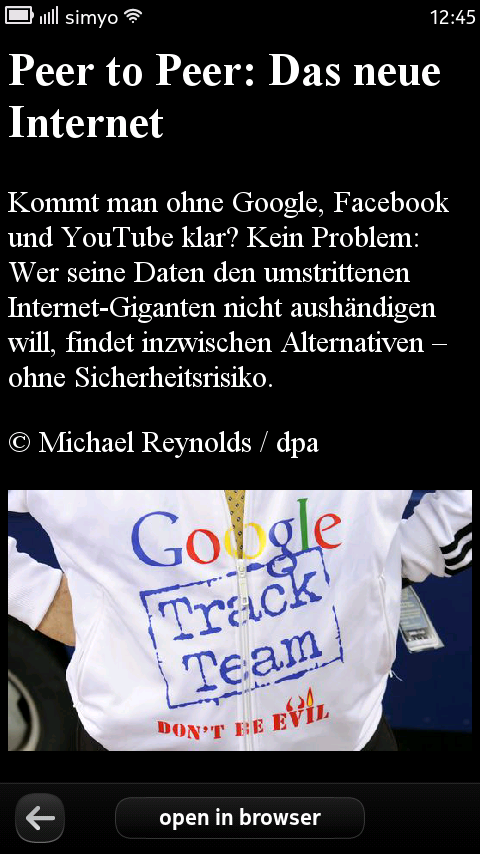 simyo 12:45
Peer to Peer: Das neue
Internet
Kommt man ohne Google, Facebook
und YouTube klar? Kein Problem:
Wer seine Daten den umstrittenen
Internet-Giganten nicht aushändigen
will, findet inzwischen Alternativen –
ohne Sicherheitsrisiko.
© Michael Reynolds / dpa
Google
Track
Team
DON'T BE EVIL
open in browser